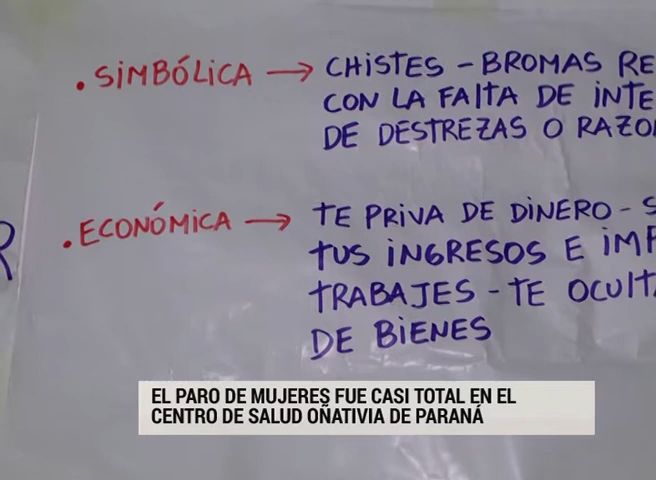 . SIMBÓLICA → CHISTES - BROMAS RE
CON LA FALTA DE INTE
DE DESTREZAS O RAZO
. ECONÓMICA → TE PRIVA DE DINERO - S
TUS INGRESOS E IMP
TRABAJES - TE OCULT
DE BIENES
R
EL PARO DE MUJERES FUE CASI TOTAL EN EL
CENTRO DE SALUD OÑATIVIA DE PARANÁ